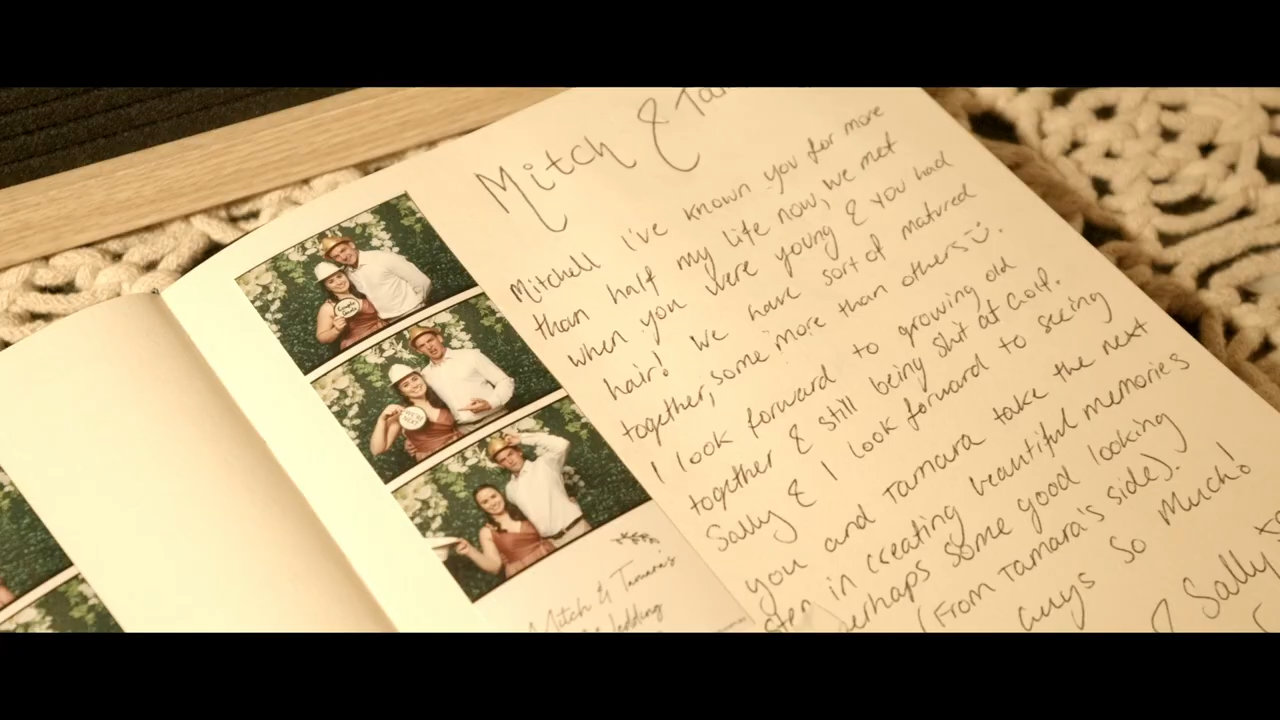 Mitch & Ta
Mitchell I've known you for more
than half my life now, we met
when you were young & you had
hair! We have sort of matured
together, some more than others
I look forward to growing old
together & still being shit at Golf.
Sally & I look forward to seeing
you and Tamara take the next
step in creating beautiful memories
perhaps some good looking
(From Tamara's side).
Guys So Much!
& Sally
Mitch & Tamara's
Wedding